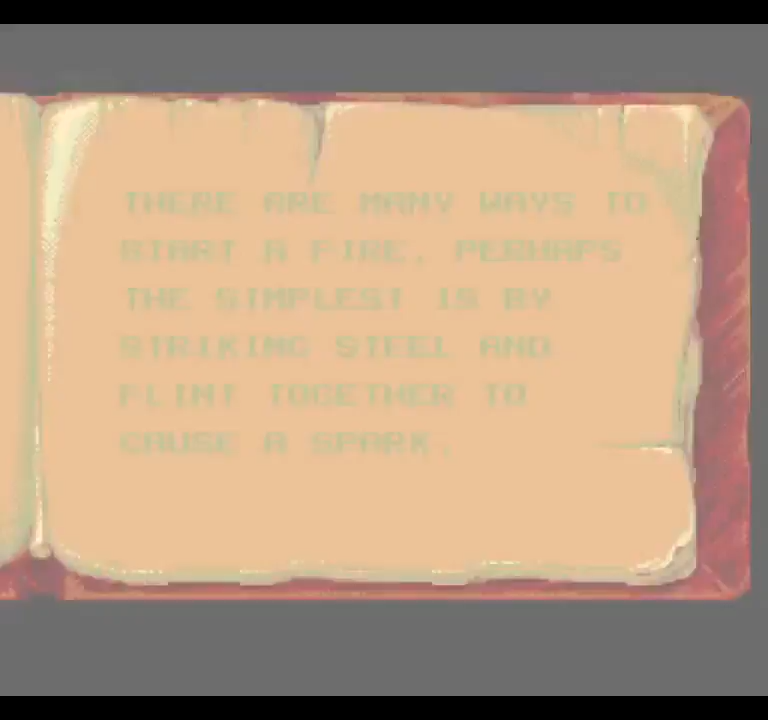 THERE ARE MANY WAYS TO
START A FIRE. PERHAPS
THE SIMPLEST IS BY
STRIKING STEEL AND
FLINT TOGETHER TO
CAUSE A SPARK.